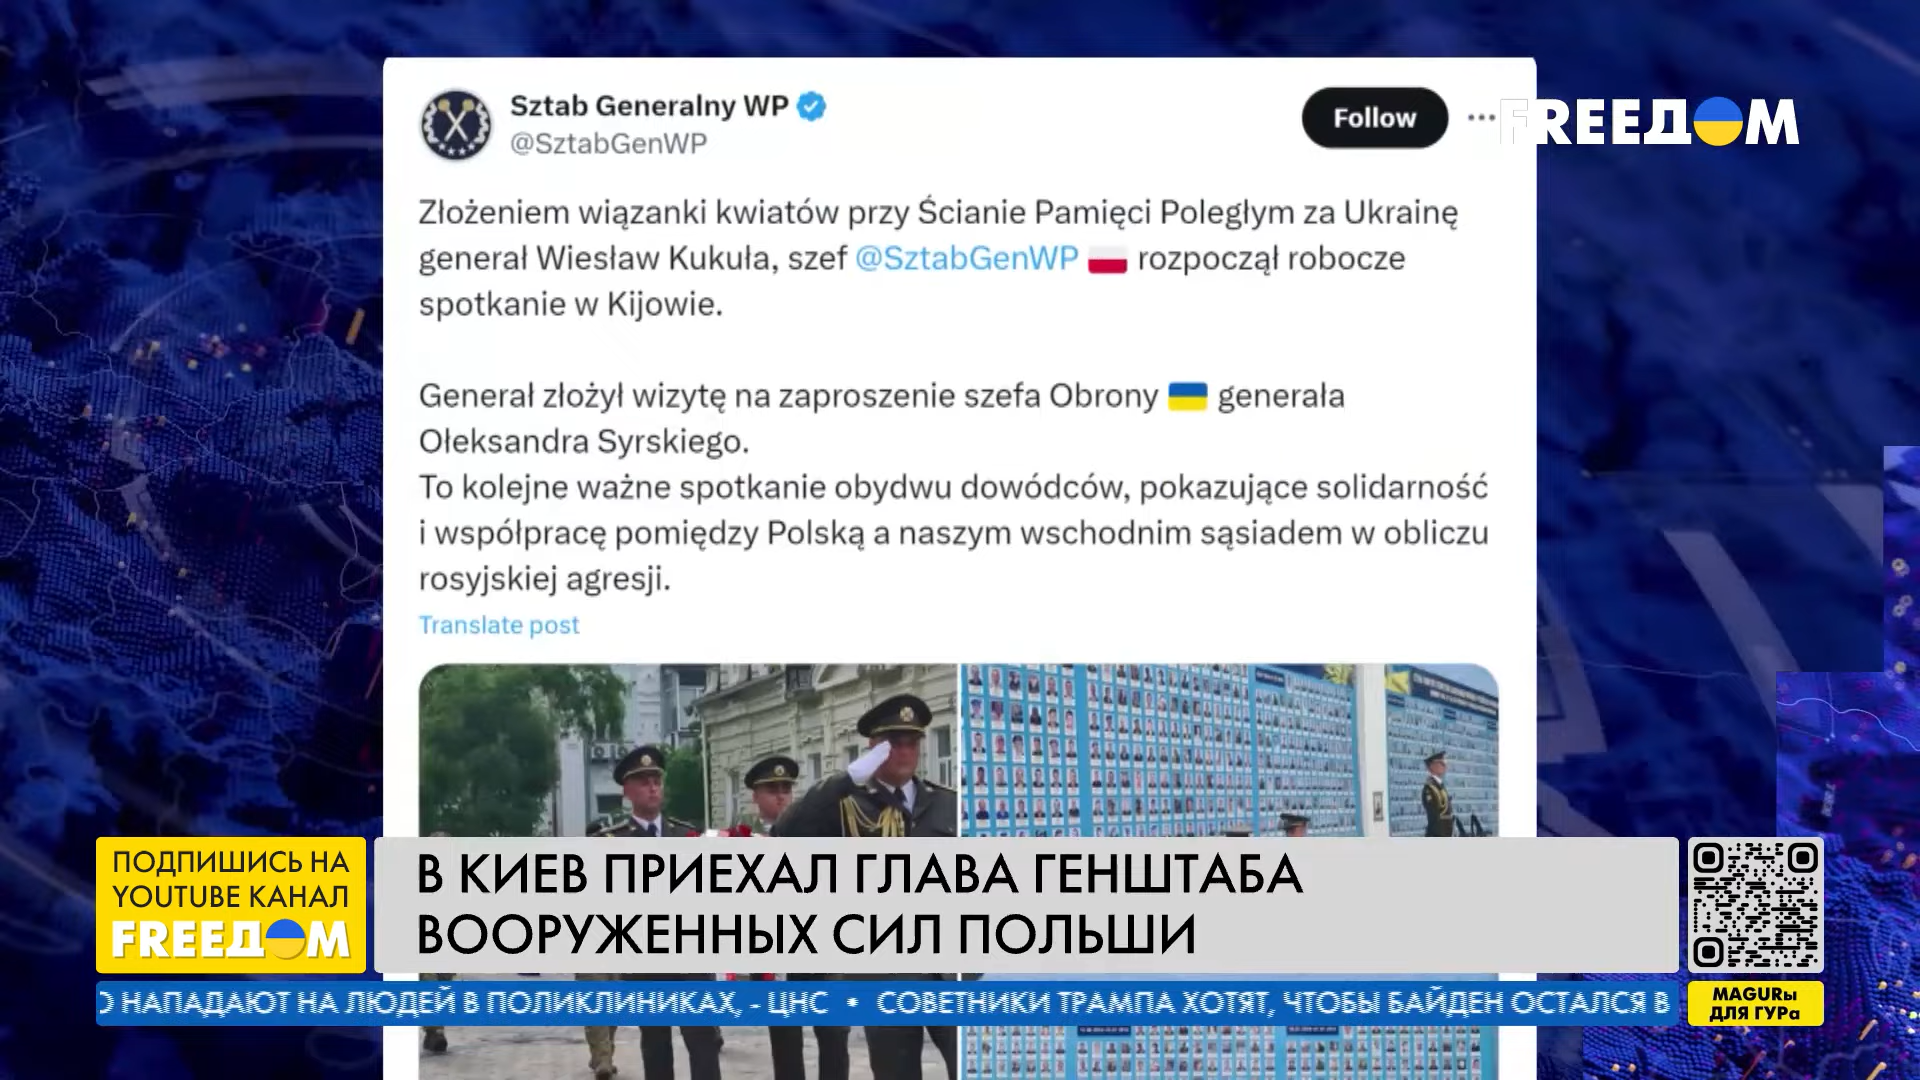 Sztab Generalny WP
@SztabGenWP
Follow
FREEДOM
Złożeniem wiązanki kwiatów przy Ścianie Pamięci Poległym za Ukrainę
generał Wiesław Kukuła, szef @SztabGenWP 🇵🇱 rozpoczął robocze
spotkanie w Kijowie.
Generał złożył wizytę na zaproszenie szefa Obrony 🇺🇦 generała
Ołeksandra Syrskiego.
To kolejne ważne spotkanie obydwu dowódców, pokazujące solidarność
i współpracę pomiędzy Polską a naszym wschodnim sąsiadem w obliczu
rosyjskiej agresji.
Translate post
ПОДПИШИСЬ НА
YOUTUBE КАНАЛ
FREEДOM
В КИЕВ ПРИЕХАЛ ГЛАВА ГЕНШТАБА
ВООРУЖЕННЫХ СИЛ ПОЛЬШИ
О НАПАДАЮТ НА ЛЮДЕЙ В ПОЛИКЛИНИКАХ, - ЦНС • СОВЕТНИКИ ТРАМПА ХОТЯТ, ЧТОБЫ БАЙДЕН ОСТАЛСЯ В
MAGURы
ДЛЯ ГУРа